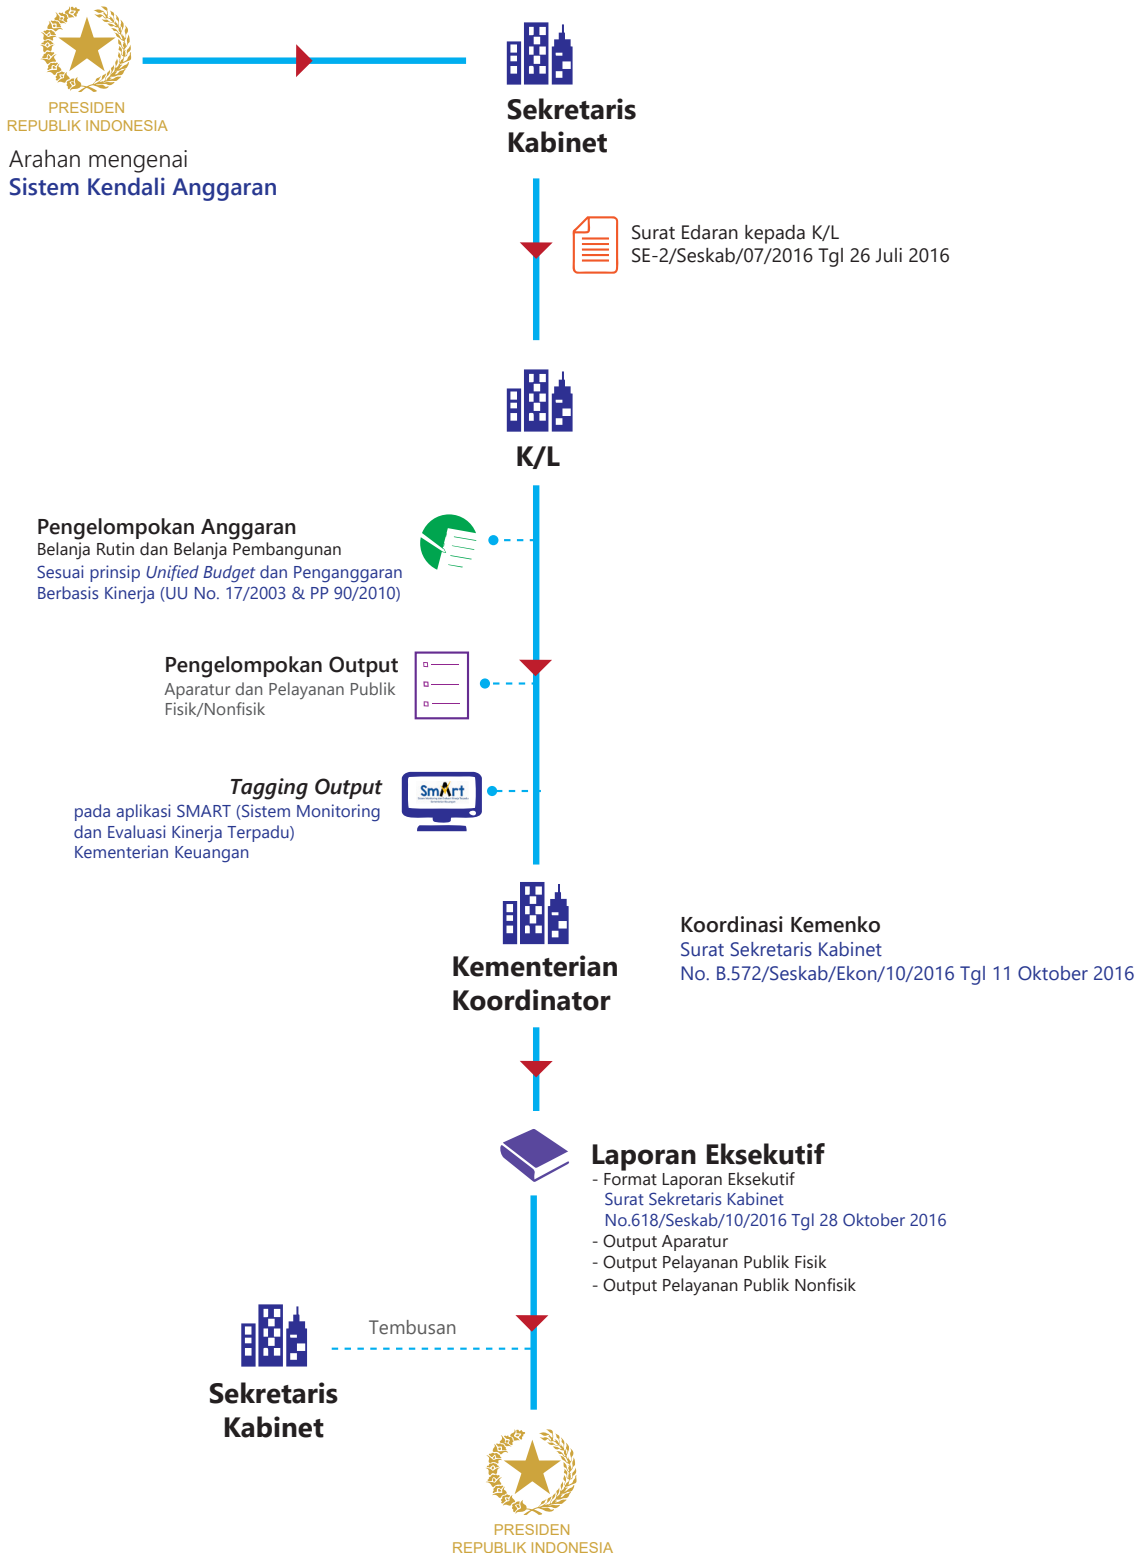 PRESIDEN
REPUBLIK INDONESIA
Arahan mengenai
Sistem Kendali Anggaran
Sekretaris
Kabinet
Surat Edaran kepada K/L
SE-2/Seskab/07/2016 Tgl 26 Juli 2016
K/L
Pengelompokan Anggaran
Belanja Rutin dan Belanja Pembangunan
Sesuai prinsip Unified Budget dan Penganggaran
Berbasis Kinerja (UU No. 17/2003 & PP 90/2010)
Pengelompokan Output
Aparatur dan Pelayanan Publik
Fisik/Nonfisik
Tagging Output
pada aplikasi SMART (Sistem Monitoring
dan Evaluasi Kinerja Terpadu)
Kementerian Keuangan
SmArt
Kementerian
Koordinator
Koordinasi Kemenko
Surat Sekretaris Kabinet
No. B.572/Seskab/Ekon/10/2016 Tgl 11 Oktober 2016
Laporan Eksekutif
- Format Laporan Eksekutif
Surat Sekretaris Kabinet
No.618/Seskab/10/2016 Tgl 28 Oktober 2016
- Output Aparatur
- Output Pelayanan Publik Fisik
- Output Pelayanan Publik Nonfisik
Tembusan
Sekretaris
Kabinet
PRESIDEN
REPUBLIK INDONESIA